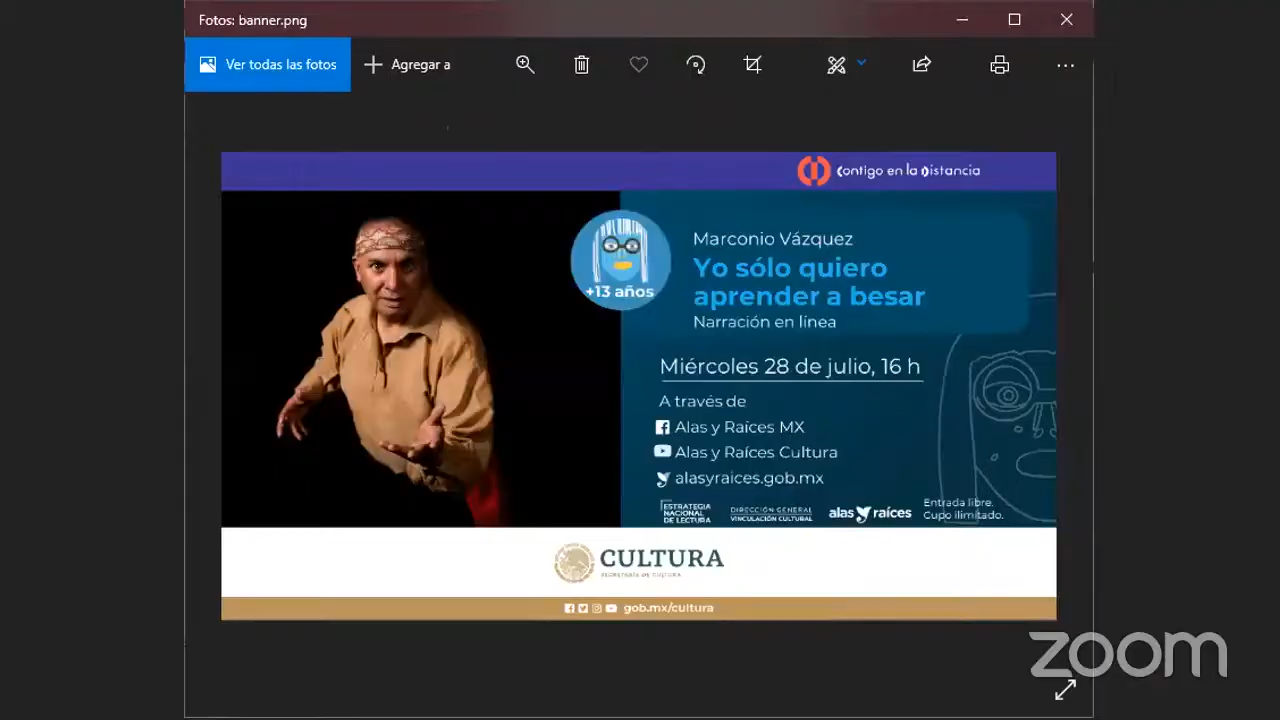 Fotos: banner.png
Ver todas las fotos
Agregar a
Contigo en la Distancia
+13 años
Marconio Vázquez
Yo sólo quiero
aprender a besar
Narración en línea
Miércoles 28 de julio, 16 h
A través de
Alas y Raíces MX
Alas y Raíces Cultura
alasyraices.gob.mx
ESTRATEGIA
NACIONAL
DE LECTURA
DIRECCIÓN GENERAL
VINCULACIÓN CULTURAL
alas y raíces
Entrada libre.
Cupo ilimitado.
CULTURA
SECRETARÍA DE CULTURA
gob.mx/cultura
zoom